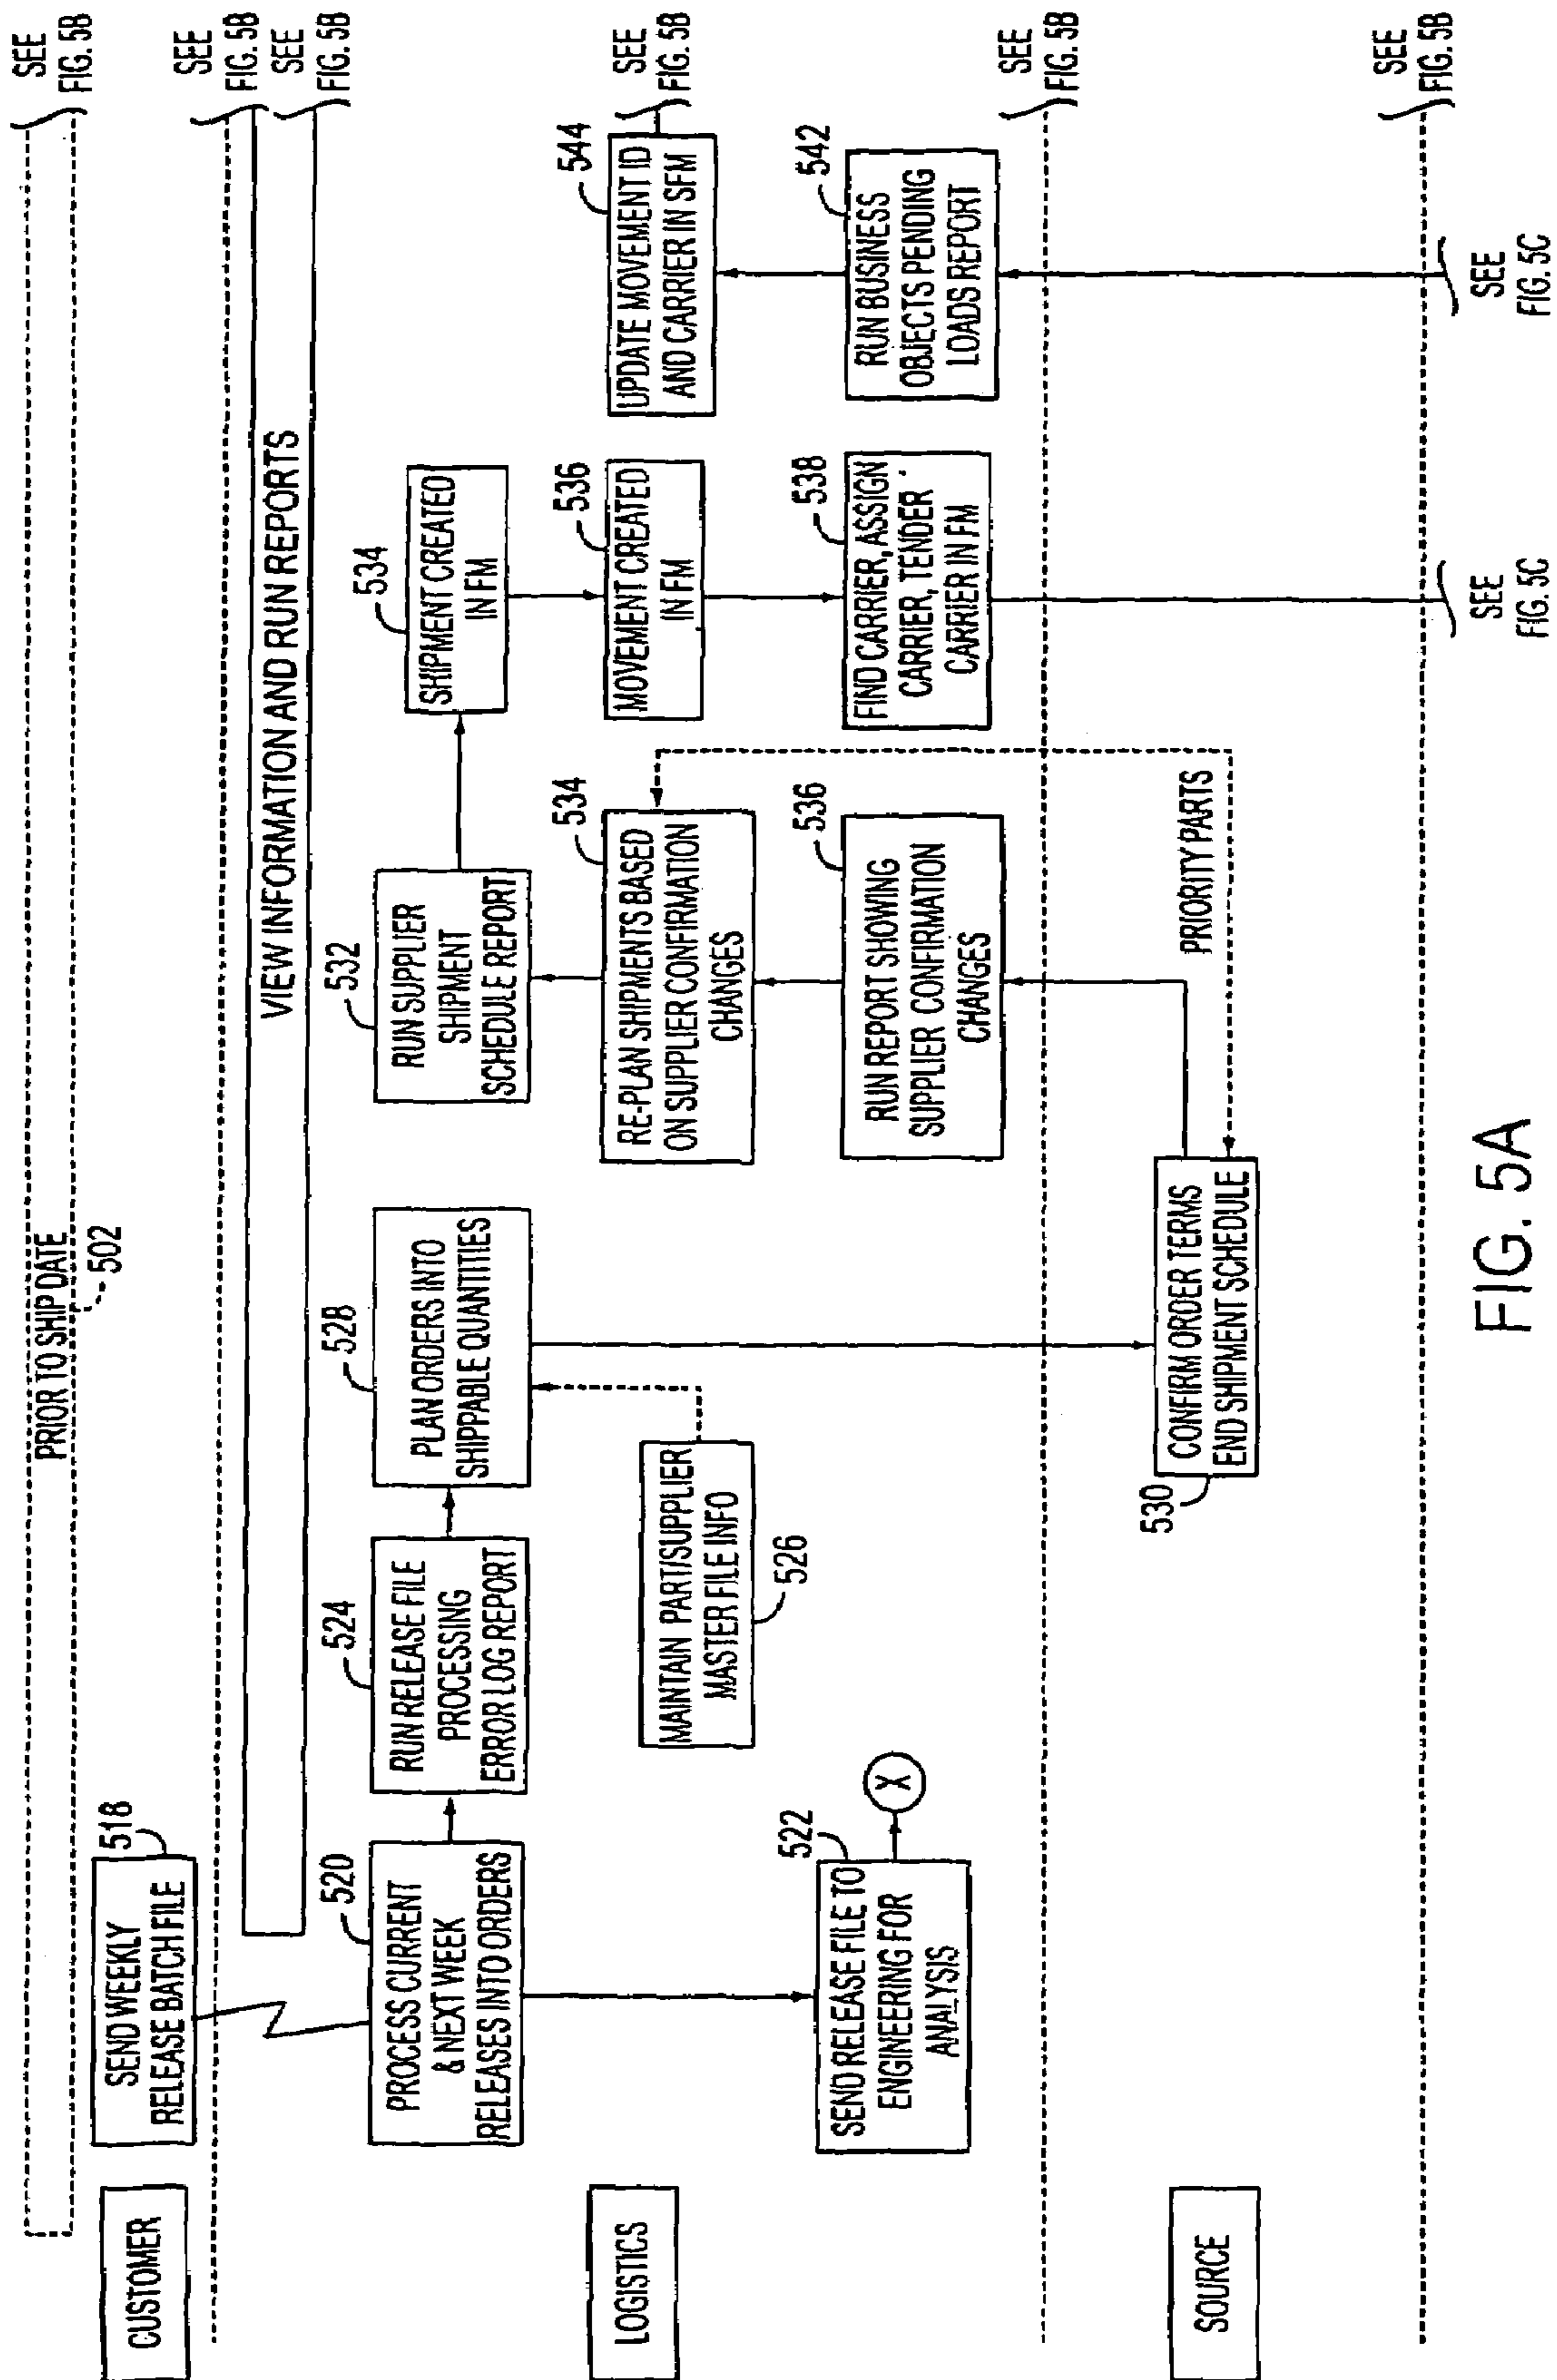 PRIOR TO SHIP DATE
502
SEE
FIG. 5B
CUSTOMER
SEND WEEKLY
RELEASE BATCH FILE
518
SEE
FIG. 5B
VIEW INFORMATION AND RUN REPORTS
SEE
FIG. 5B
LOGISTICS
PROCESS CURRENT
& NEXT WEEK
RELEASES INTO ORDERS
520
RUN RELEASE FILE
PROCESSING
ERROR LOG REPORT
524
PLAN ORDERS INTO
SHIPPABLE QUANTITIES
528
RUN SUPPLIER
SHIPMENT
SCHEDULE REPORT
532
SHIPMENT CREATED
IN FM
534
MAINTAIN PART/SUPPLIER
MASTER FILE INFO
526
RE-PLAN SHIPMENTS BASED
ON SUPPLIER CONFIRMATION
CHANGES
534
MOVEMENT CREATED
IN FM
536
UPDATE MOVEMENT ID
AND CARRIER IN SFM
544
SEE
FIG. 5B
SEND RELEASE FILE TO
ENGINEERING FOR
ANALYSIS
522
X
RUN REPORT SHOWING
SUPPLIER CONFIRMATION
CHANGES
536
FIND CARRIER, ASSIGN
CARRIER, TENDER
CARRIER IN FM
538
RUN BUSINESS
OBJECTS PENDING
LOADS REPORT
542
SEE
FIG. 5B
SOURCE
CONFIRM ORDER TERMS
END SHIPMENT SCHEDULE
530
PRIORITY PARTS
SEE
FIG. 5B
SEE
FIG. 5C
SEE
FIG. 5C
FIG. 5A